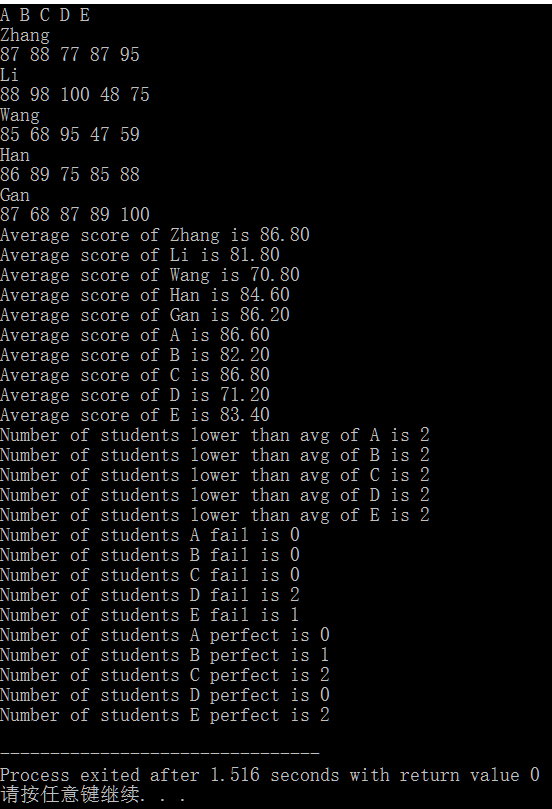 A B C D E
Zhang
87 88 77 87 95
Li
88 98 100 48 75
Wang
85 68 95 47 59
Han
86 89 75 85 88
Gan
87 68 87 89 100
Average score of Zhang is 86.80
Average score of Li is 81.80
Average score of Wang is 70.80
Average score of Han is 84.60
Average score of Gan is 86.20
Average score of A is 86.60
Average score of B is 82.20
Average score of C is 86.80
Average score of D is 71.20
Average score of E is 83.40
Number of students lower than avg of A is 2
Number of students lower than avg of B is 2
Number of students lower than avg of C is 2
Number of students lower than avg of D is 2
Number of students lower than avg of E is 2
Number of students A fail is 0
Number of students B fail is 0
Number of students C fail is 0
Number of students D fail is 2
Number of students E fail is 1
Number of students A perfect is 0
Number of students B perfect is 1
Number of students C perfect is 2
Number of students D perfect is 0
Number of students E perfect is 2
--------------------------------
Process exited after 1.516 seconds with return value 0
请按任意键继续. . .